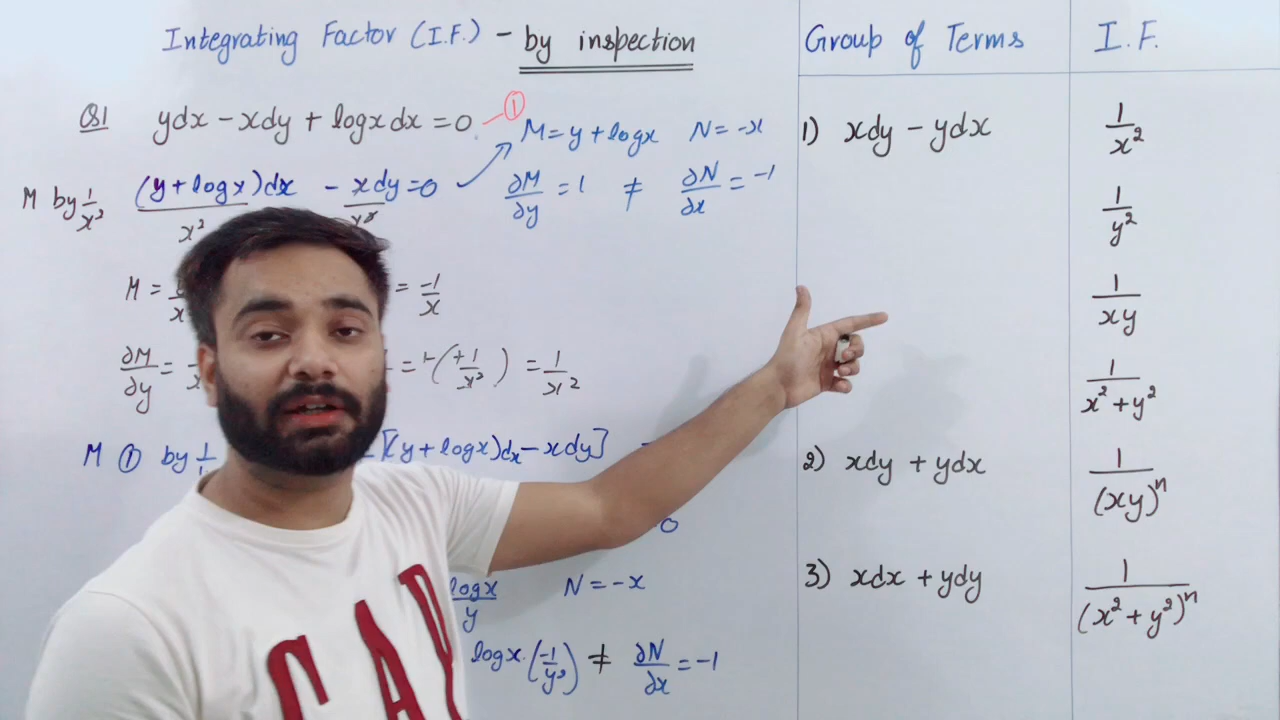 Integrating Factor (I.F.) – by inspection
Q1 ydx – xdy + logx dx = 0 — ①
M = y + logx N = –x
M by 1/x² (y + logx)dx/x² – xdy/x² = 0
∂M/∂y = 1 ≠ ∂N/∂x = –1
M = = –1/x
∂M/∂y = = –(+1/x²) = 1/x²
M ① by [(y + logx)dx – xdy]
0
logx/y N = –x
logx·(–1/y²) ≠ ∂N/∂x = –1
Group of Terms I.F.
1) xdy – ydx 1/x²
1/y²
1/xy
1/x² + y²
2) xdy + ydx 1/(xy)ⁿ
3) xdx + ydy 1/(x² + y²)ⁿ
GAP